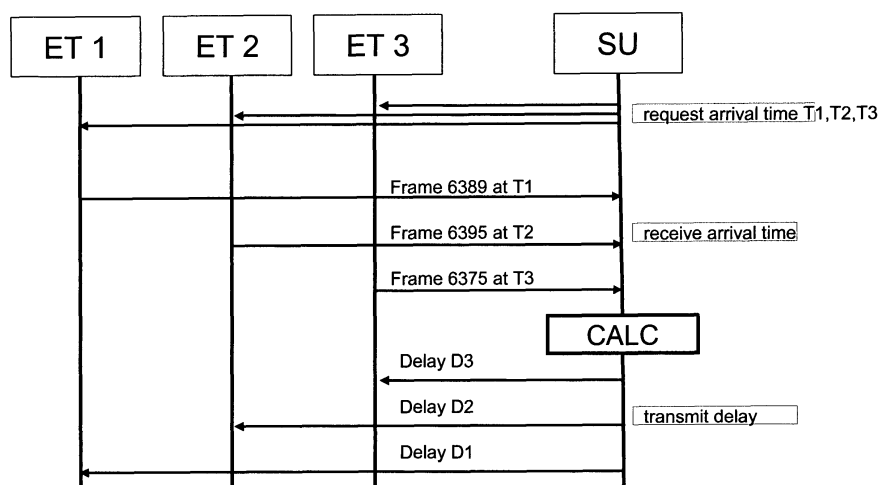 ET 1
ET 2
ET 3
SU
request arrival time T1,T2,T3
Frame 6389 at T1
Frame 6395 at T2
receive arrival time
Frame 6375 at T3
CALC
Delay D3
Delay D2
transmit delay
Delay D1